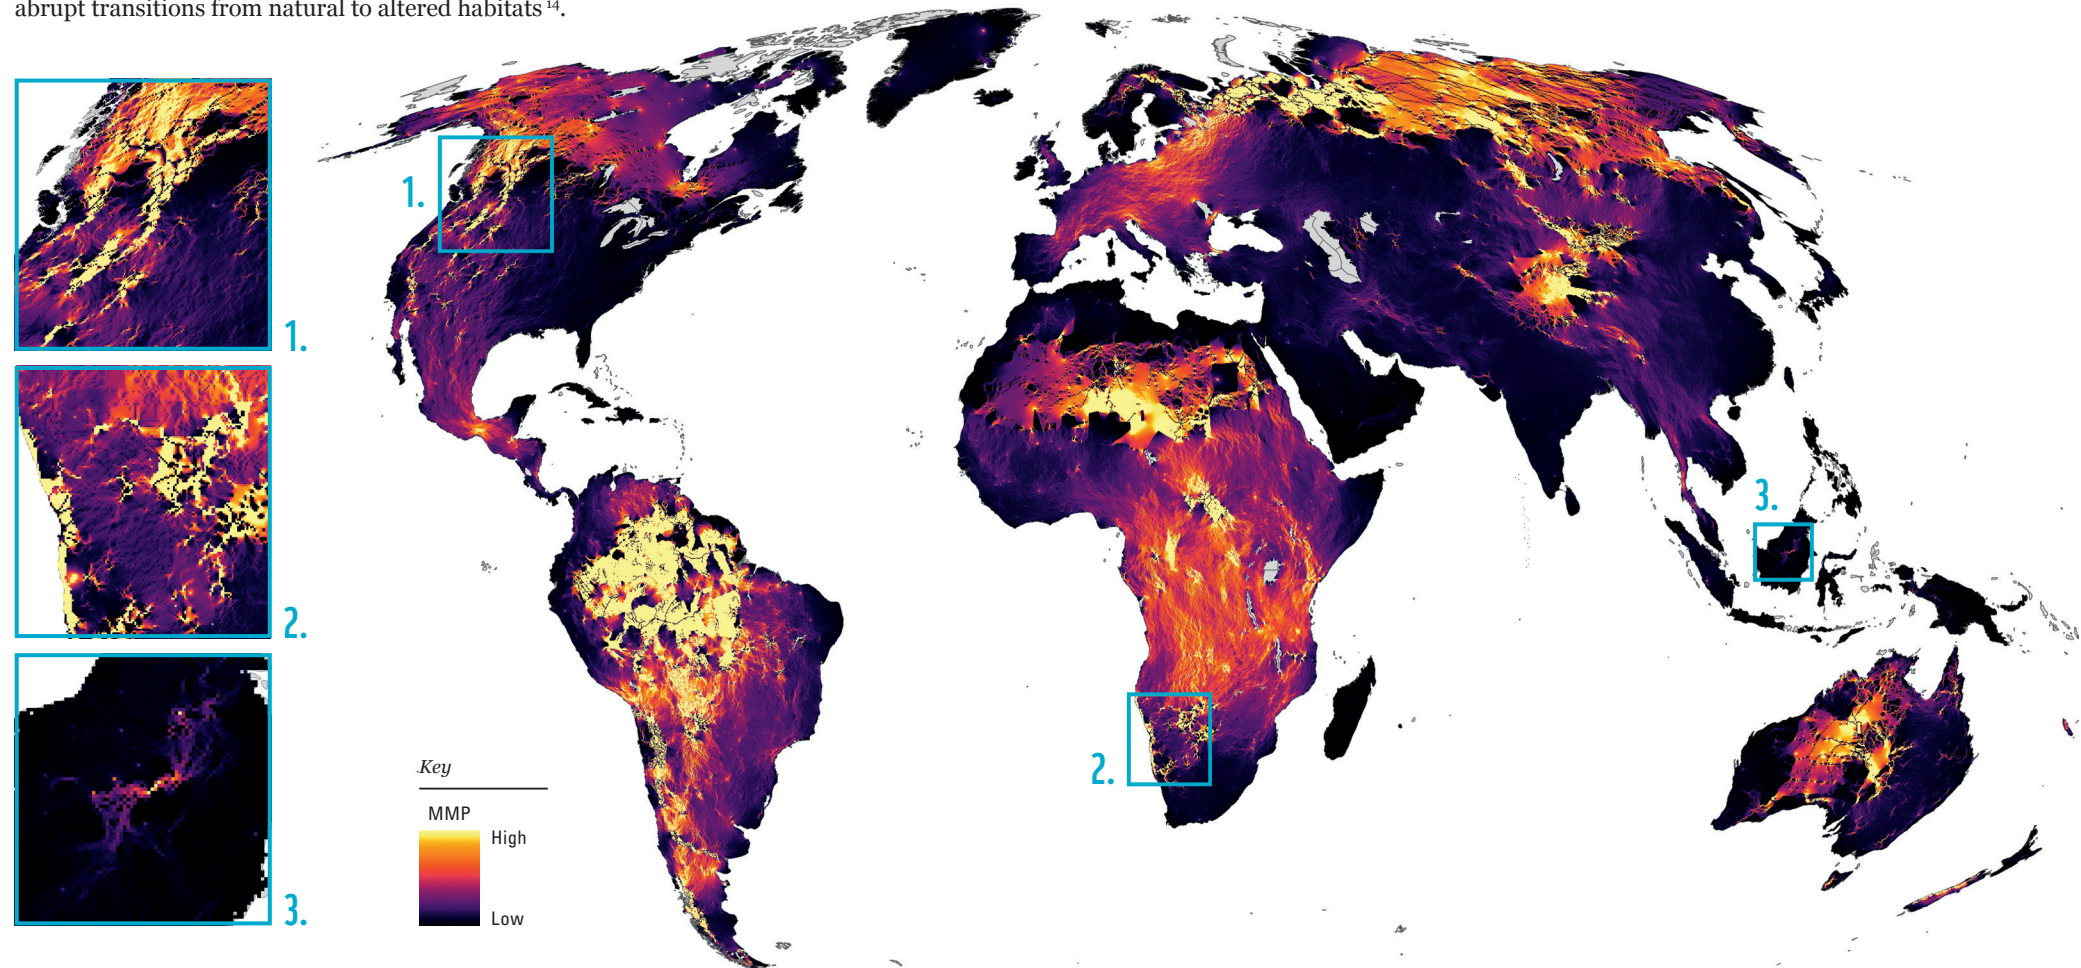 abrupt transitions from natural to altered habitats 14.
1.
2.
3.
1.
2.
3.
Key
MMP
High
Low